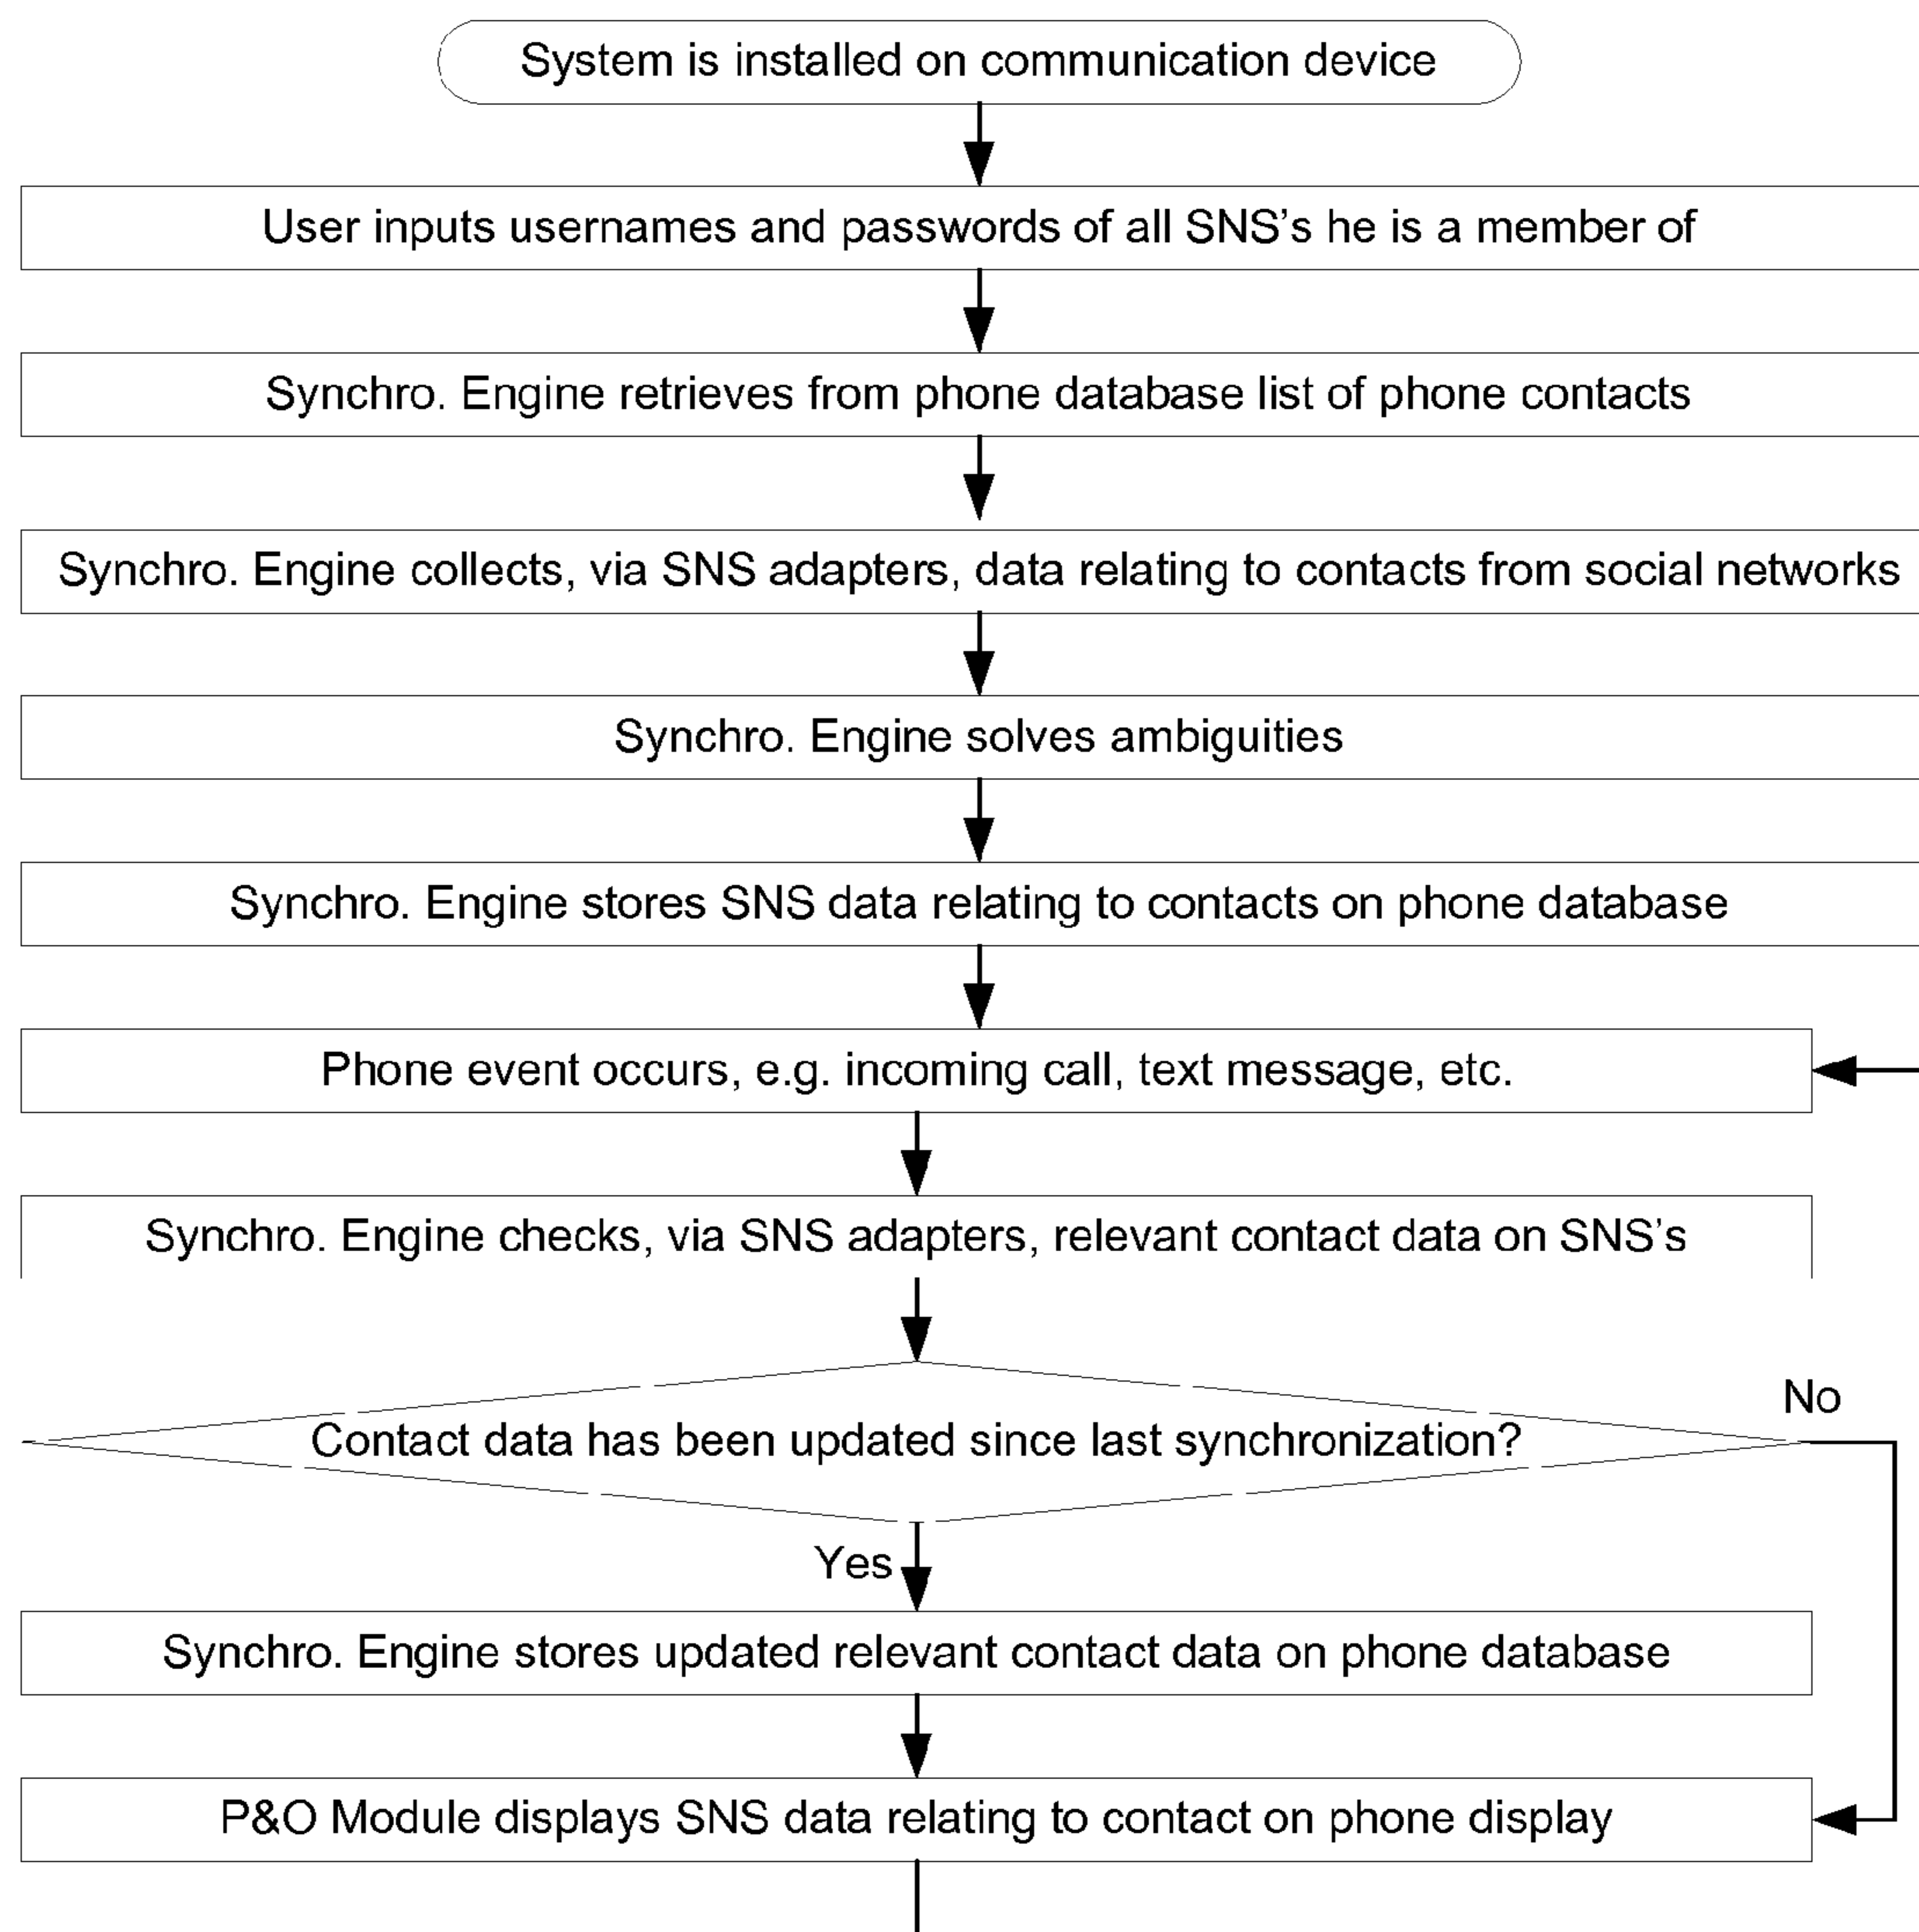 System is installed on communication device
User inputs usernames and passwords of all SNS's he is a member of
Synchro. Engine retrieves from phone database list of phone contacts
Synchro. Engine collects, via SNS adapters, data relating to contacts from social networks
Synchro. Engine solves ambiguities
Synchro. Engine stores SNS data relating to contacts on phone database
Phone event occurs, e.g. incoming call, text message, etc.
Synchro. Engine checks, via SNS adapters, relevant contact data on SNS's
No
Contact data has been updated since last synchronization?
Yes
Synchro. Engine stores updated relevant contact data on phone database
P&O Module displays SNS data relating to contact on phone display